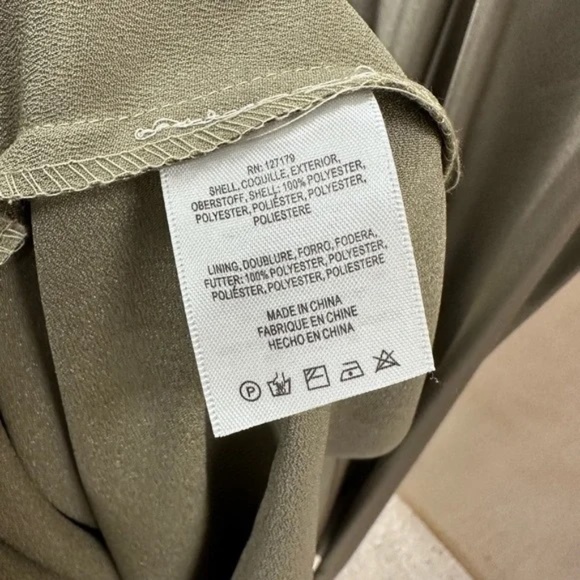 RN: 127179
SHELL, COQUILLE, EXTERIOR,
OBERSTOFF, SHELL: 100% POLYESTER,
POLYESTER, POLIÉSTER, POLYESTER,
POLIESTERE
LINING, DOUBLURE, FORRO, FODERA,
FUTTER: 100% POLYESTER, POLYESTER,
POLIÉSTER, POLYESTER, POLIESTERE
MADE IN CHINA
FABRIQUE EN CHINE
HECHO EN CHINA
P